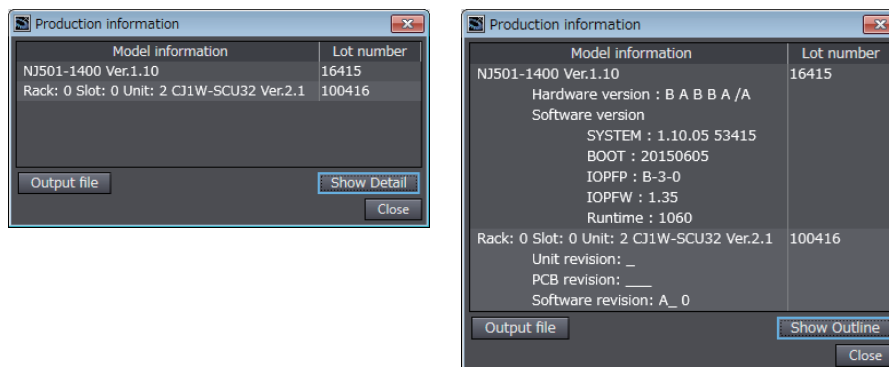 Production information
Model information Lot number
NJ501-1400 Ver.1.10 16415
Rack: 0 Slot: 0 Unit: 2 CJ1W-SCU32 Ver.2.1 100416
Output file Show Detail
Close
Production information
Model information Lot number
NJ501-1400 Ver.1.10 16415
Hardware version : B A B B A /A
Software version
SYSTEM : 1.10.05 53415
BOOT : 20150605
IOPFP : B-3-0
IOPFW : 1.35
Runtime : 1060
Rack: 0 Slot: 0 Unit: 2 CJ1W-SCU32 Ver.2.1 100416
Unit revision: _
PCB revision: ___
Software revision: A_ 0
Output file Show Outline
Close